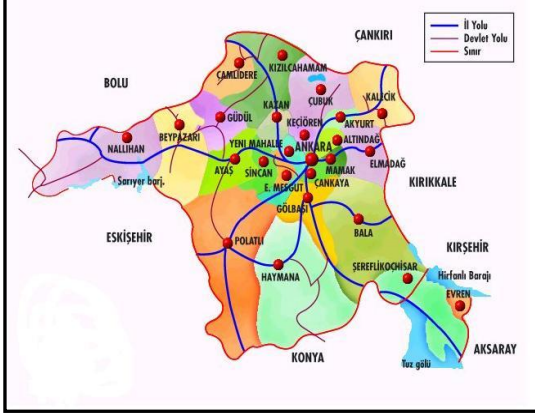 ÇANKIRI
İl Yolu
Devlet Yolu
Sınır
BOLU
ÇAMLIDERE
KIZILCAHAMAM
ÇUBUK
KALECİK
KAZAN
GÜDÜL
KEÇİÖREN
AKYURT
BEYPAZARI
NALLIHAN
YENI MAHALLE
ANKARA
ALTINDAĞ
AYAŞ
SİNCAN
MAMAK
ELMADAĞ
E. MESGUT
ÇANKAYA
Sarıyer barj.
KIRIKKALE
GÖLBAŞI
BALA
ESKİŞEHİR
POLATLI
KIRŞEHİR
HAYMANA
ŞEREFLİKOÇHİSAR
Hirfanlı Barajı
EVREN
KONYA
AKSARAY
Tuz gölü